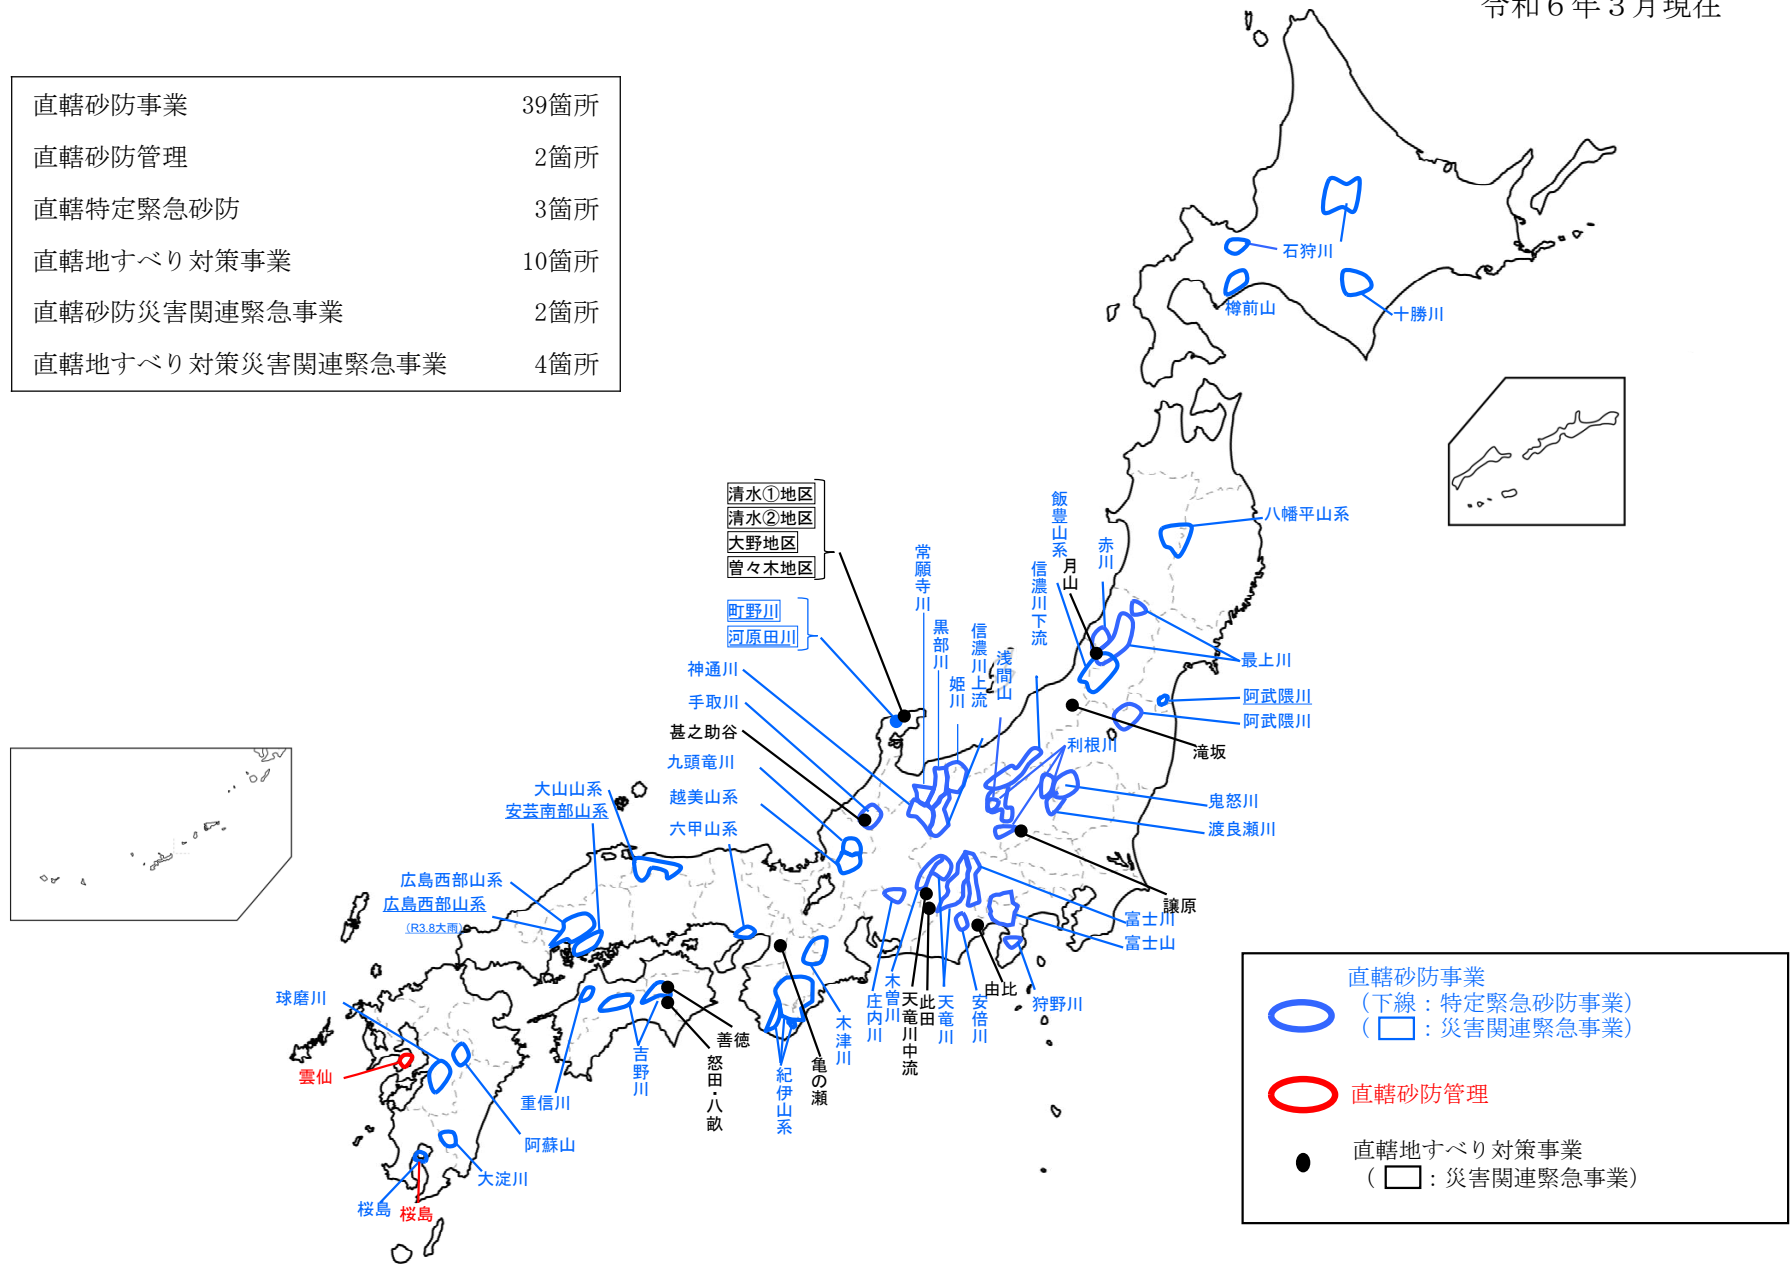 令和６年３月現在
直轄砂防事業 39箇所
直轄砂防管理 2箇所
直轄特定緊急砂防 3箇所
直轄地すべり対策事業 10箇所
直轄砂防災害関連緊急事業 2箇所
直轄地すべり対策災害関連緊急事業 4箇所
石狩川
樽前山
十勝川
清水①地区
清水②地区
大野地区
曽々木地区
町野川
河原田川
飯豊山系
月山
赤川
八幡平山系
常願寺川
黒部川
姫川
信濃川上流
浅間山
信濃川下流
最上川
阿武隈川
阿武隈川
滝坂
利根川
鬼怒川
渡良瀬川
神通川
手取川
甚之助谷
九頭竜川
越美山系
六甲山系
大山山系
安芸南部山系
広島西部山系
広島西部山系
(R3.8大雨)
譲原
富士川
富士山
狩野川
由比
安倍川
天竜川
此田
天竜川中流
木曽川
庄内川
木津川
亀の瀬
紀伊山系
善徳
怒田・八畝
吉野川
重信川
球磨川
雲仙
阿蘇山
大淀川
桜島
桜島
直轄砂防事業
（下線：特定緊急砂防事業）
（　：災害関連緊急事業）
直轄砂防管理
直轄地すべり対策事業
（　：災害関連緊急事業）